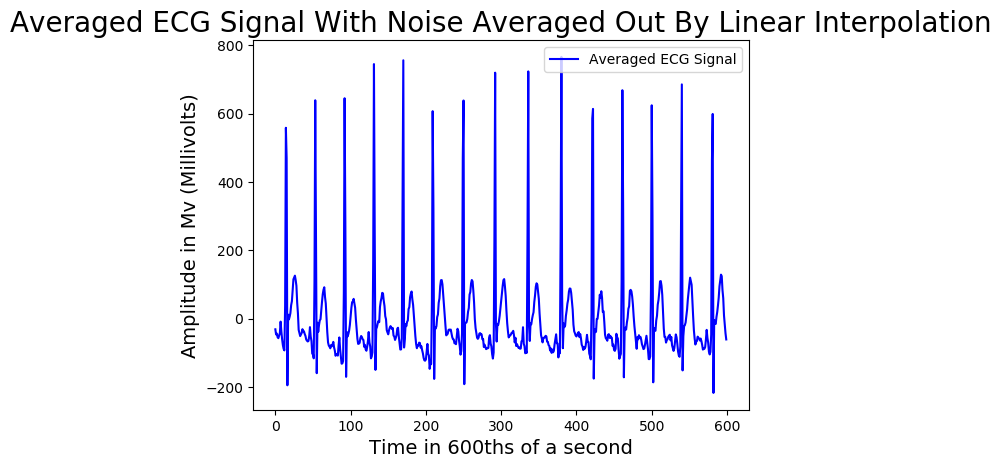 Averaged ECG Signal With Noise Averaged Out By Linear Interpolation
Averaged ECG Signal
Amplitude in Mv (Millivolts)
800
600
400
200
0
−200
0 100 200 300 400 500 600
Time in 600ths of a second